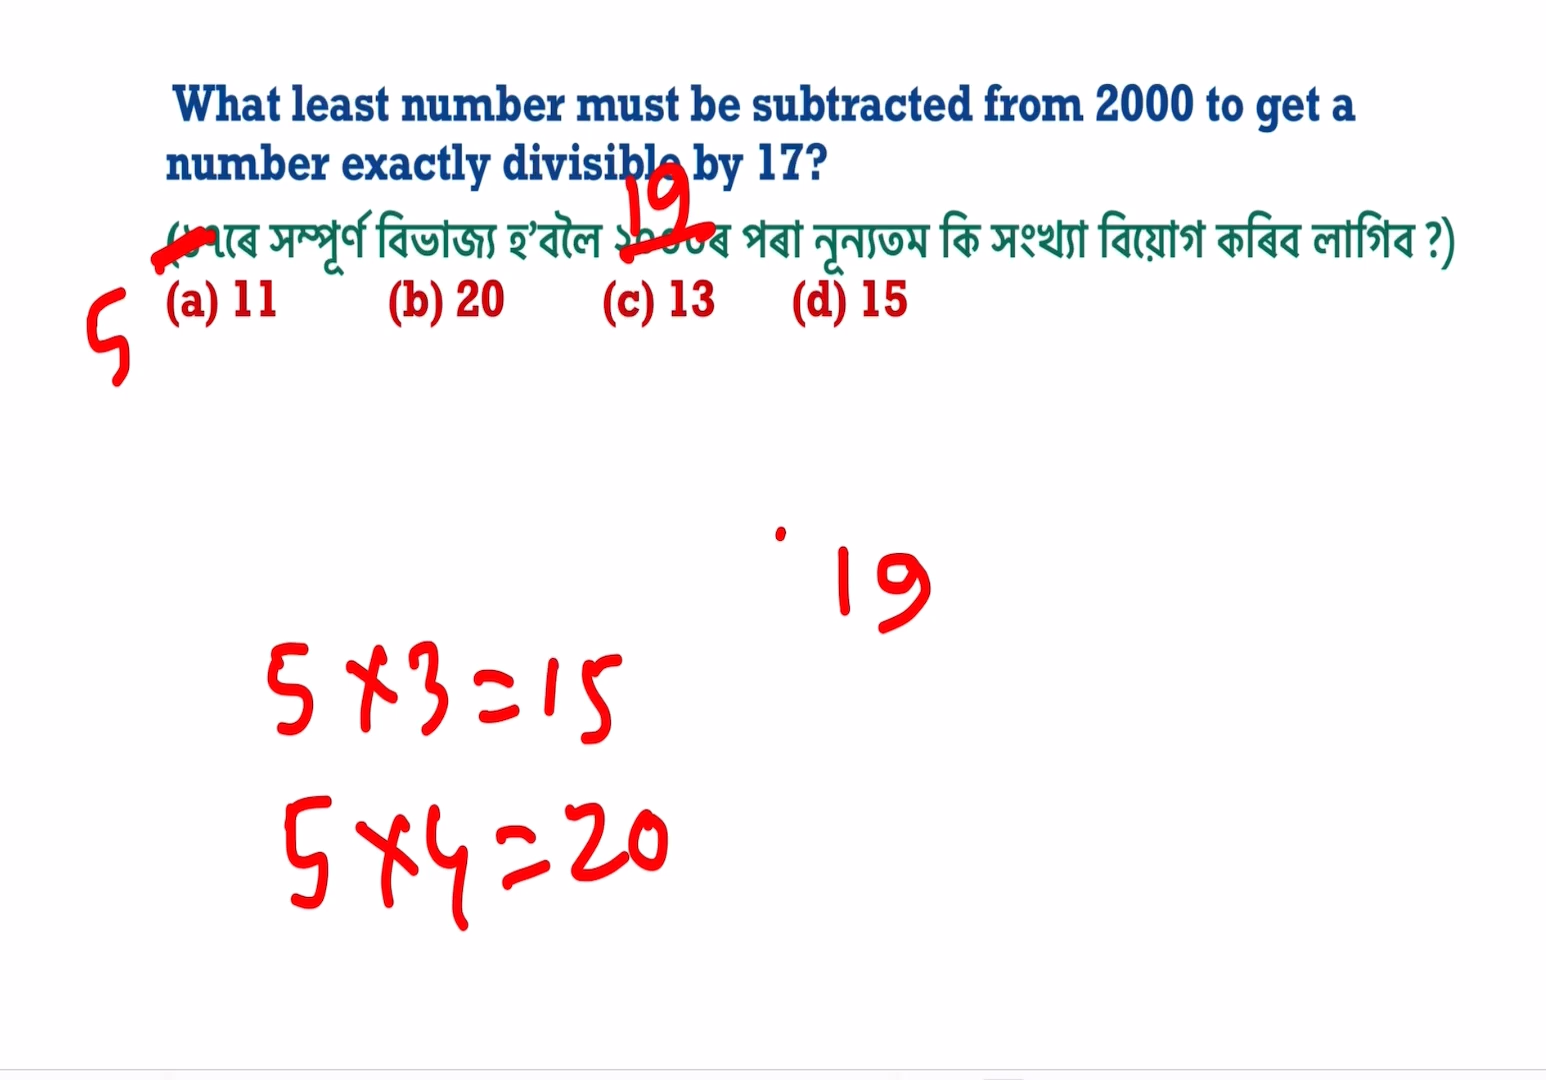 What least number must be subtracted from 2000 to get a
number exactly divisible by 17?
19
সম্পূৰ্ণ বিভাজ্য হ’বলৈ পৰা নূন্যতম কি সংখ্যা বিয়োগ কৰিব লাগিব ?)
5
(a) 11 (b) 20 (c) 13 (d) 15
19
5 x 3 = 15
5 x 4 = 20